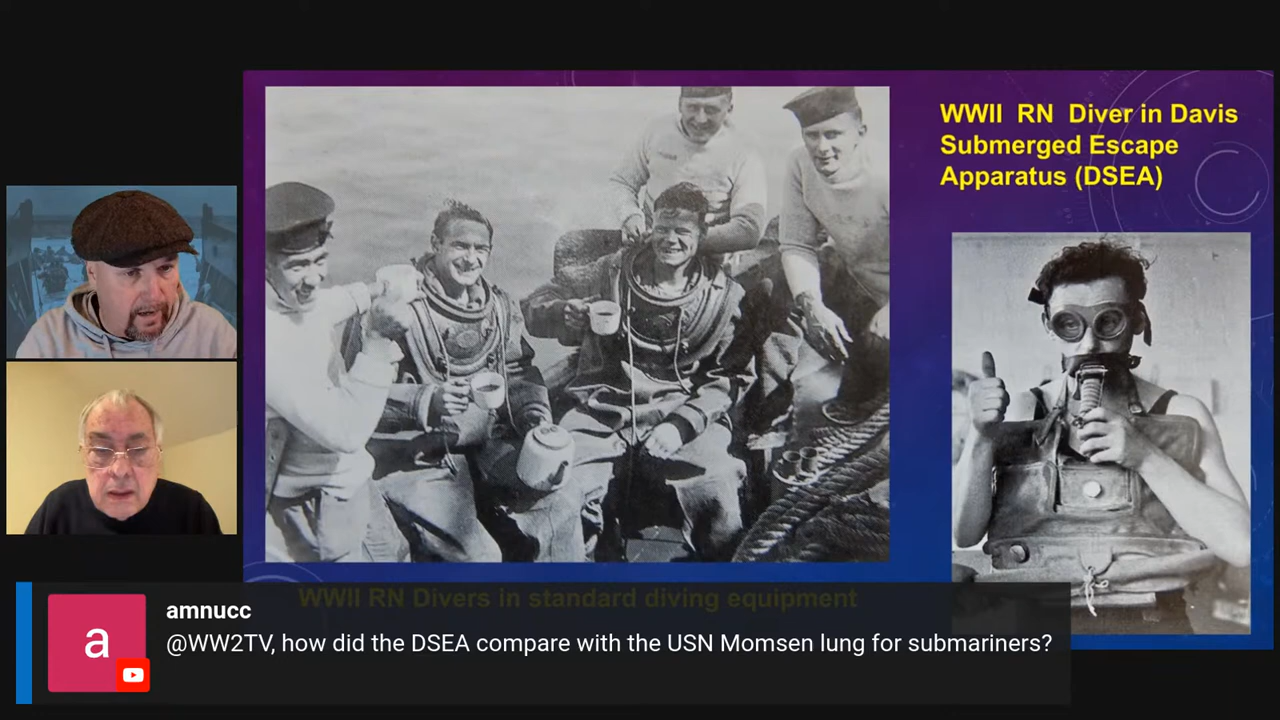 WWII RN Diver in Davis
Submerged Escape
Apparatus (DSEA)
WWII RN Divers in standard diving equipment
a
amnucc
@WW2TV, how did the DSEA compare with the USN Momsen lung for submariners?